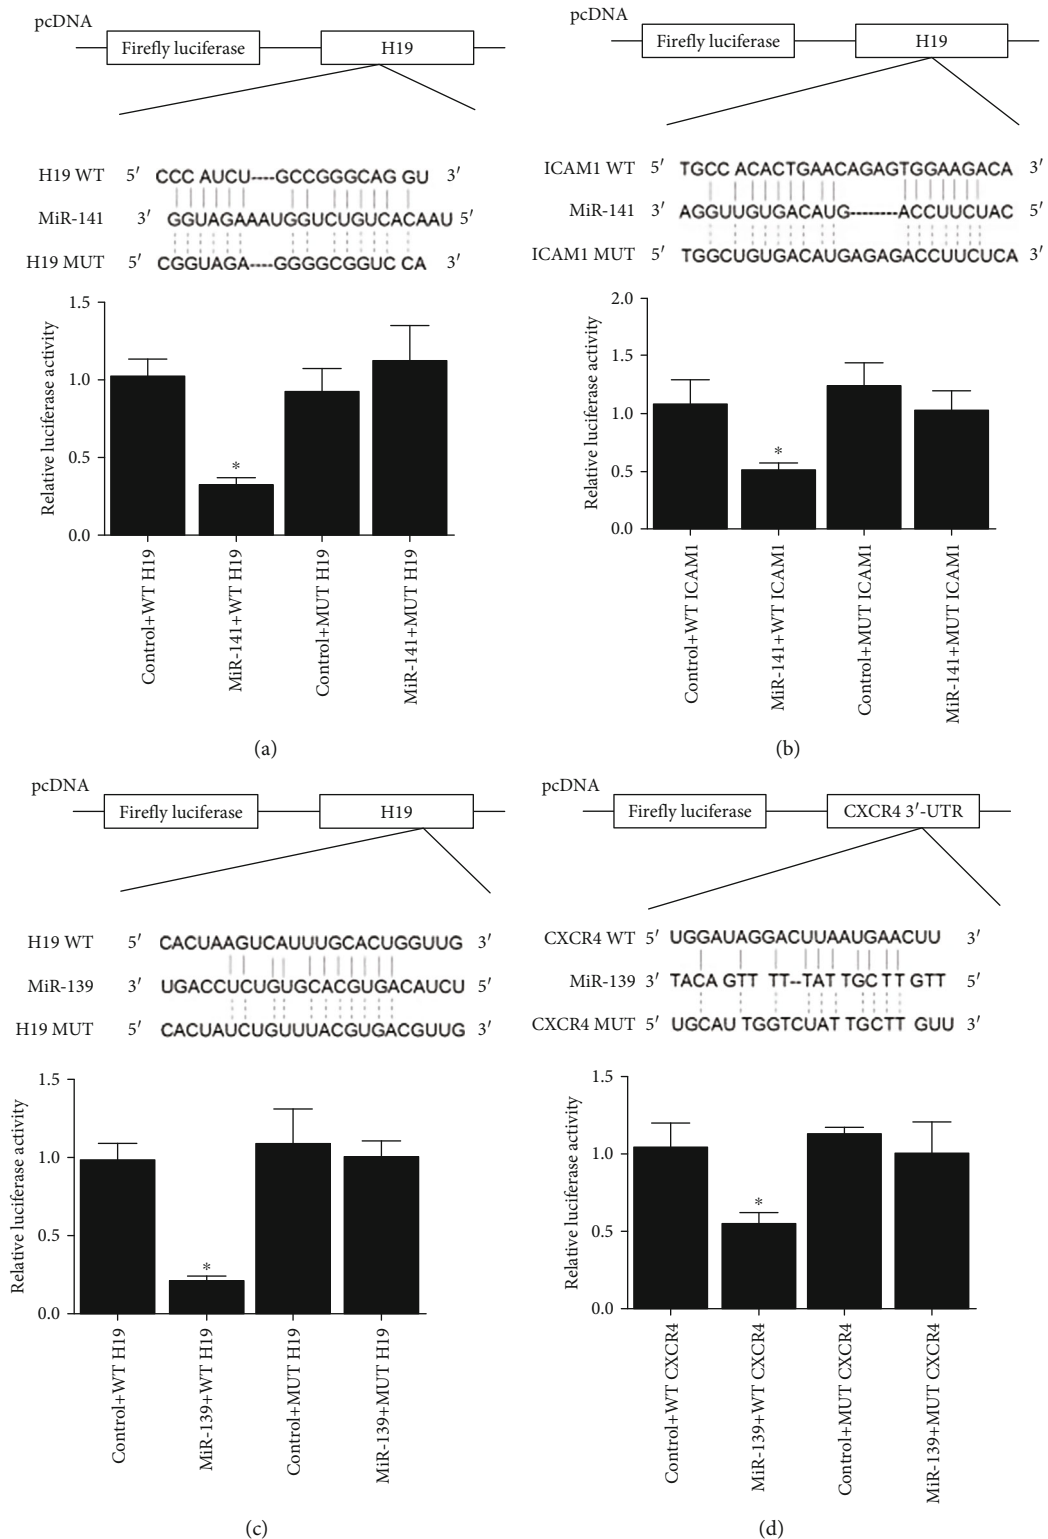 pcDNA
Firefly luciferase
H19
H19 WT 5′ CCC AUCU----GCCGGGCAG GU 3′
MiR-141 3′ GGUAGAAAUGGUCUGUCACAAU 5′
H19 MUT 5′ CGGUAGA----GGGGCGGUC CA 3′
Relative luciferase activity
1.5
1.0
0.5
0.0
*
Control+WT H19
MiR-141+WT H19
Control+MUT H19
MiR-141+MUT H19
(a)
pcDNA
Firefly luciferase
H19
ICAM1 WT 5′ TGCC ACACTGAACAGAGTGGAAGACA 3′
MiR-141 3′ AGGUUGUGACAUG--------ACCUUCUAC 5′
ICAM1 MUT 5′ TGGCUGUGACAUGAGAGACCUUCUCA 3′
Relative luciferase activity
2.0
1.5
1.0
0.5
0.0
*
Control+WT ICAM1
MiR-141+WT ICAM1
Control+MUT ICAM1
MiR-141+MUT ICAM1
(b)
pcDNA
Firefly luciferase
H19
H19 WT 5′ CACUAAGUCAUUUGCACUGGUUG 3′
MiR-139 3′ UGACCUCUGUGCACGUGACAUCU 5′
H19 MUT 5′ CACUAUCUGUUUACGUGACGUUG 3′
Relative luciferase activity
1.5
1.0
0.5
0.0
*
Control+WT H19
MiR-139+WT H19
Control+MUT H19
MiR-139+MUT H19
(c)
pcDNA
Firefly luciferase
CXCR4 3′-UTR
CXCR4 WT 5′ UGGAUAGGACUUAAUGAACUU 3′
MiR-139 3′ TACAGTT TT--TAT TGCTT GTT 5′
CXCR4 MUT 5′ UGCAU TGGTCUAT TGCTT GUU 3′
Relative luciferase activity
1.5
1.0
0.5
0.0
*
Control+WT CXCR4
MiR-139+WT CXCR4
Control+MUT CXCR4
MiR-139+MUT CXCR4
(d)